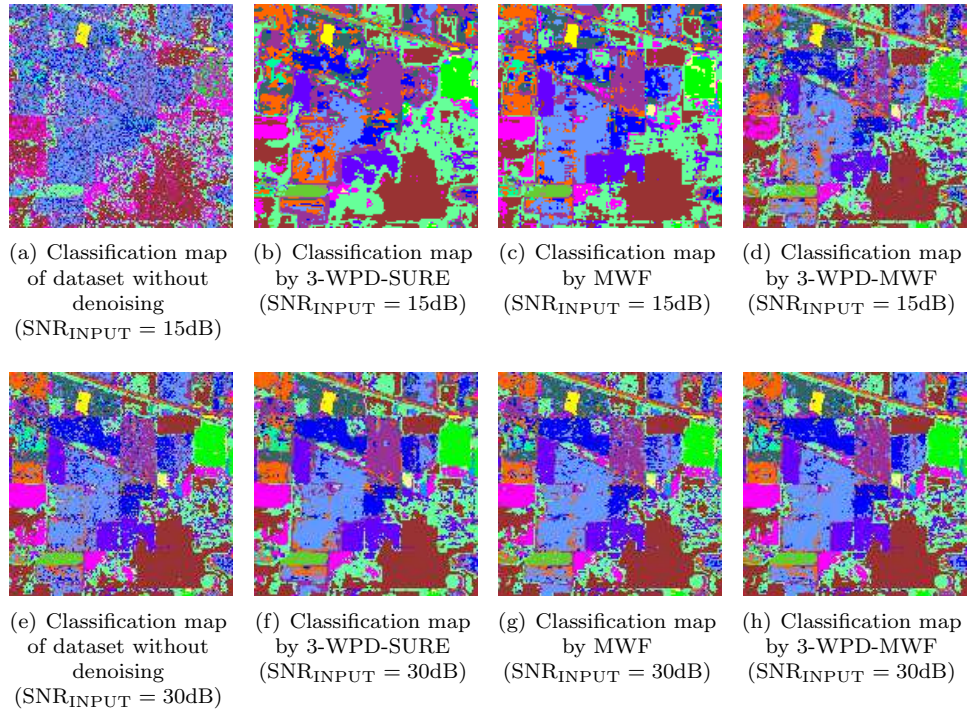 (a) Classification map
of dataset without
denoising
(SNR_INPUT = 15dB)
(b) Classification map
by 3-WPD-SURE
(SNR_INPUT = 15dB)
(c) Classification map
by MWF
(SNR_INPUT = 15dB)
(d) Classification map
by 3-WPD-MWF
(SNR_INPUT = 15dB)
(e) Classification map
of dataset without
denoising
(SNR_INPUT = 30dB)
(f) Classification map
by 3-WPD-SURE
(SNR_INPUT = 30dB)
(g) Classification map
by MWF
(SNR_INPUT = 30dB)
(h) Classification map
by 3-WPD-MWF
(SNR_INPUT = 30dB)